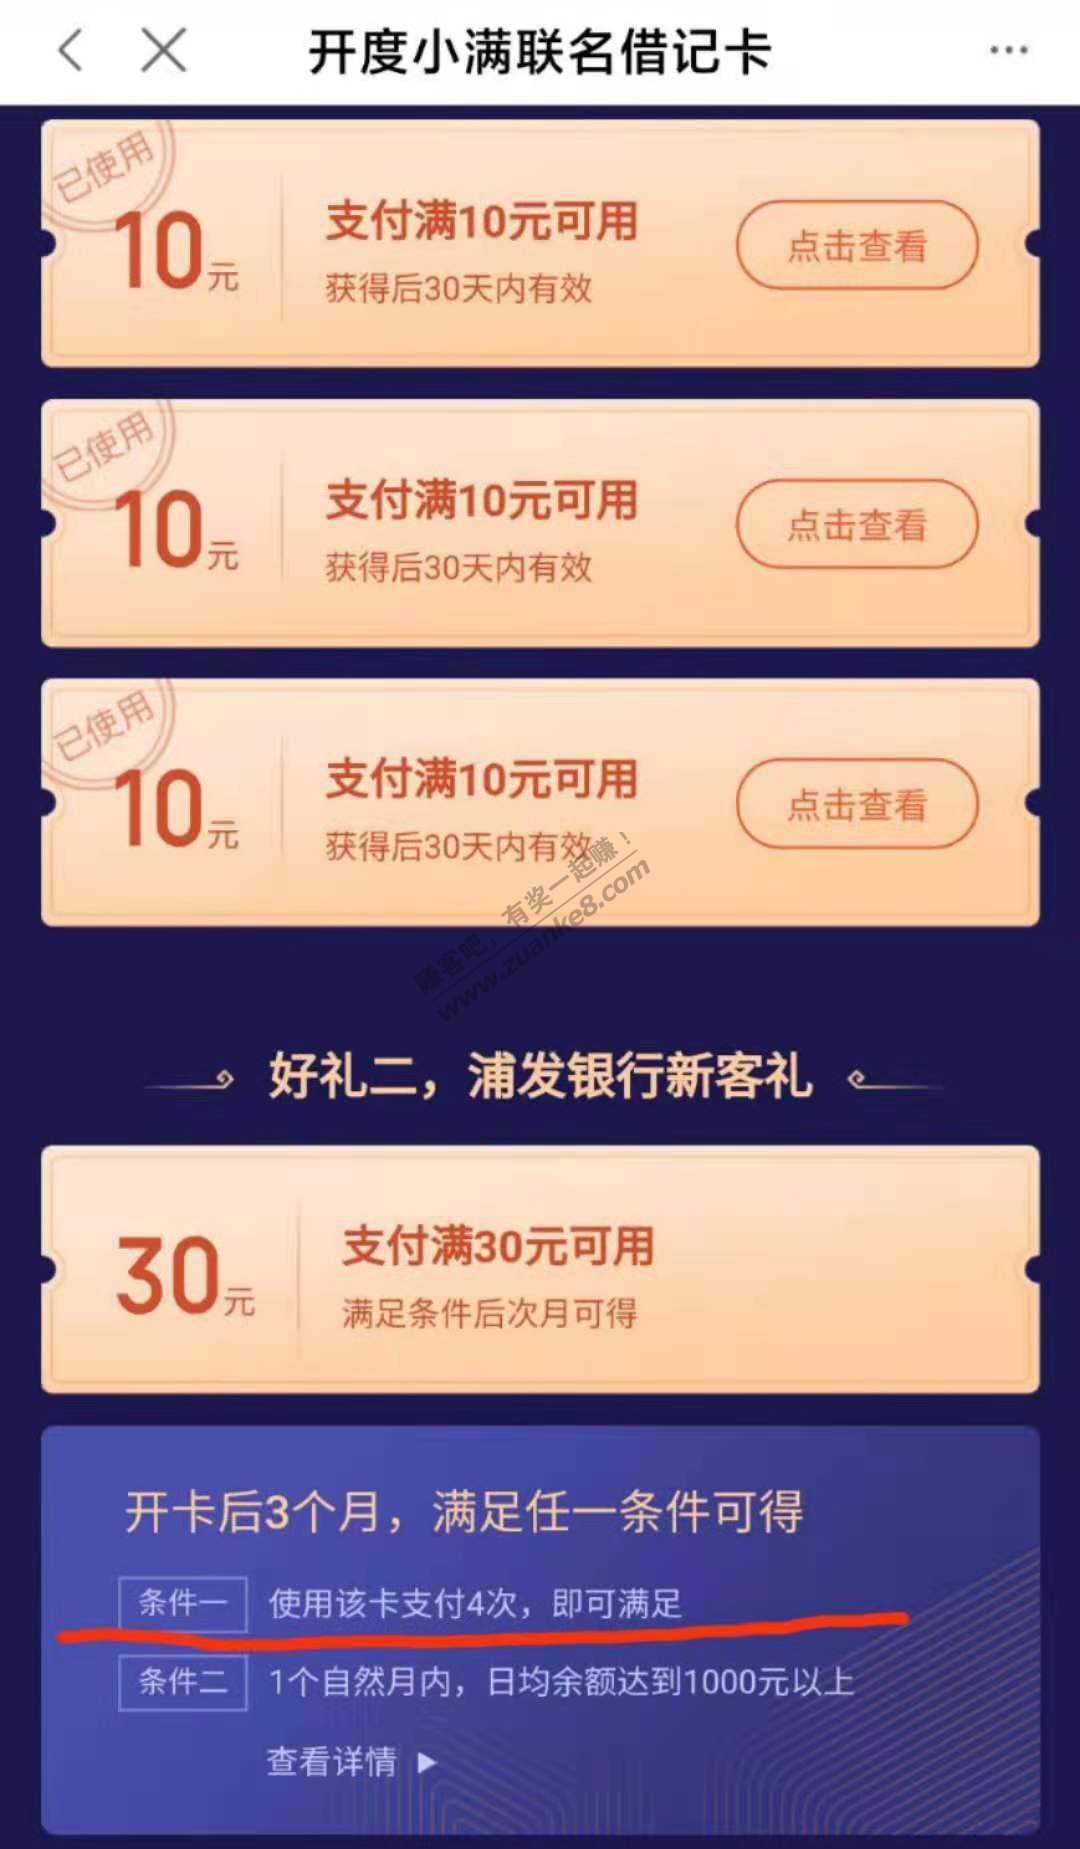 开度小满联名借记卡
已使用
10元
支付满10元可用
获得后30天内有效
点击查看
已使用
10元
支付满10元可用
获得后30天内有效
点击查看
已使用
10元
支付满10元可用
获得后30天内有效
点击查看
赚客吧，有奖一起赚！
www.zuanke8.com
好礼二，浦发银行新客礼
30元
支付满30元可用
满足条件后次月可得
开卡后3个月，满足任一条件可得
条件一 使用该卡支付4次，即可满足
条件二 1个自然月内，日均余额达到1000元以上
查看详情